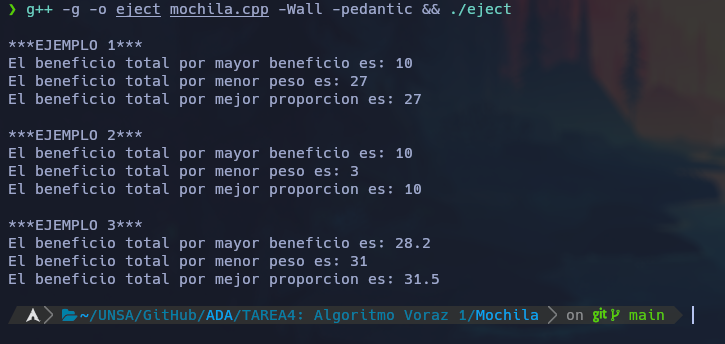 ❯ g++ -g -o eject mochila.cpp -Wall -pedantic && ./eject
***EJEMPLO 1***
El beneficio total por mayor beneficio es: 10
El beneficio total por menor peso es: 27
El beneficio total por mejor proporcion es: 27
***EJEMPLO 2***
El beneficio total por mayor beneficio es: 10
El beneficio total por menor peso es: 3
El beneficio total por mejor proporcion es: 10
***EJEMPLO 3***
El beneficio total por mayor beneficio es: 28.2
El beneficio total por menor peso es: 31
El beneficio total por mejor proporcion es: 31.5
~/UNSA/GitHub/ADA/TAREA4: Algoritmo Voraz 1/Mochila on git main